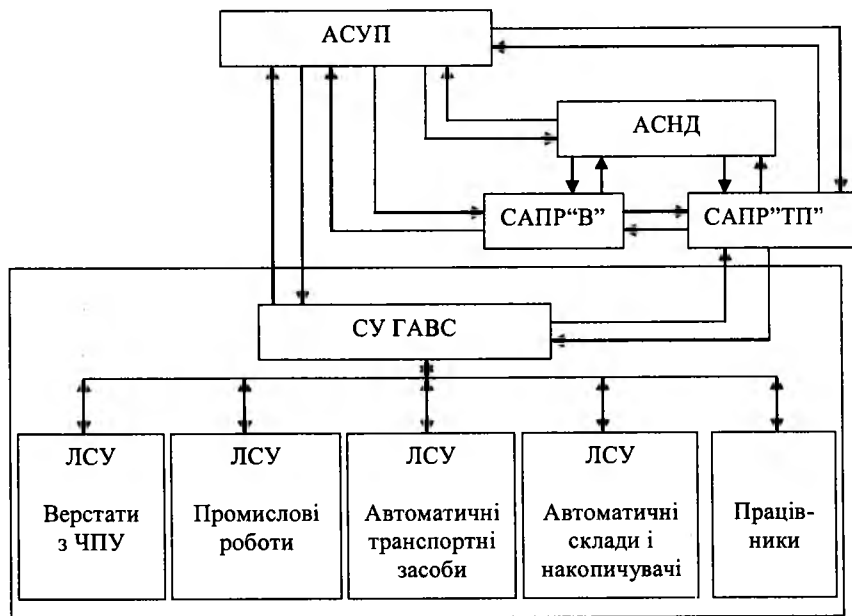 АСУП
АСНД
САПР“В”
САПР”ТП”
СУ ГАВС
ЛСУ
Верстати
з ЧПУ
ЛСУ
Промислові
роботи
ЛСУ
Автоматичні
транспортні
засоби
ЛСУ
Автоматичні
склади і
накопичувачі
Праців-
ники